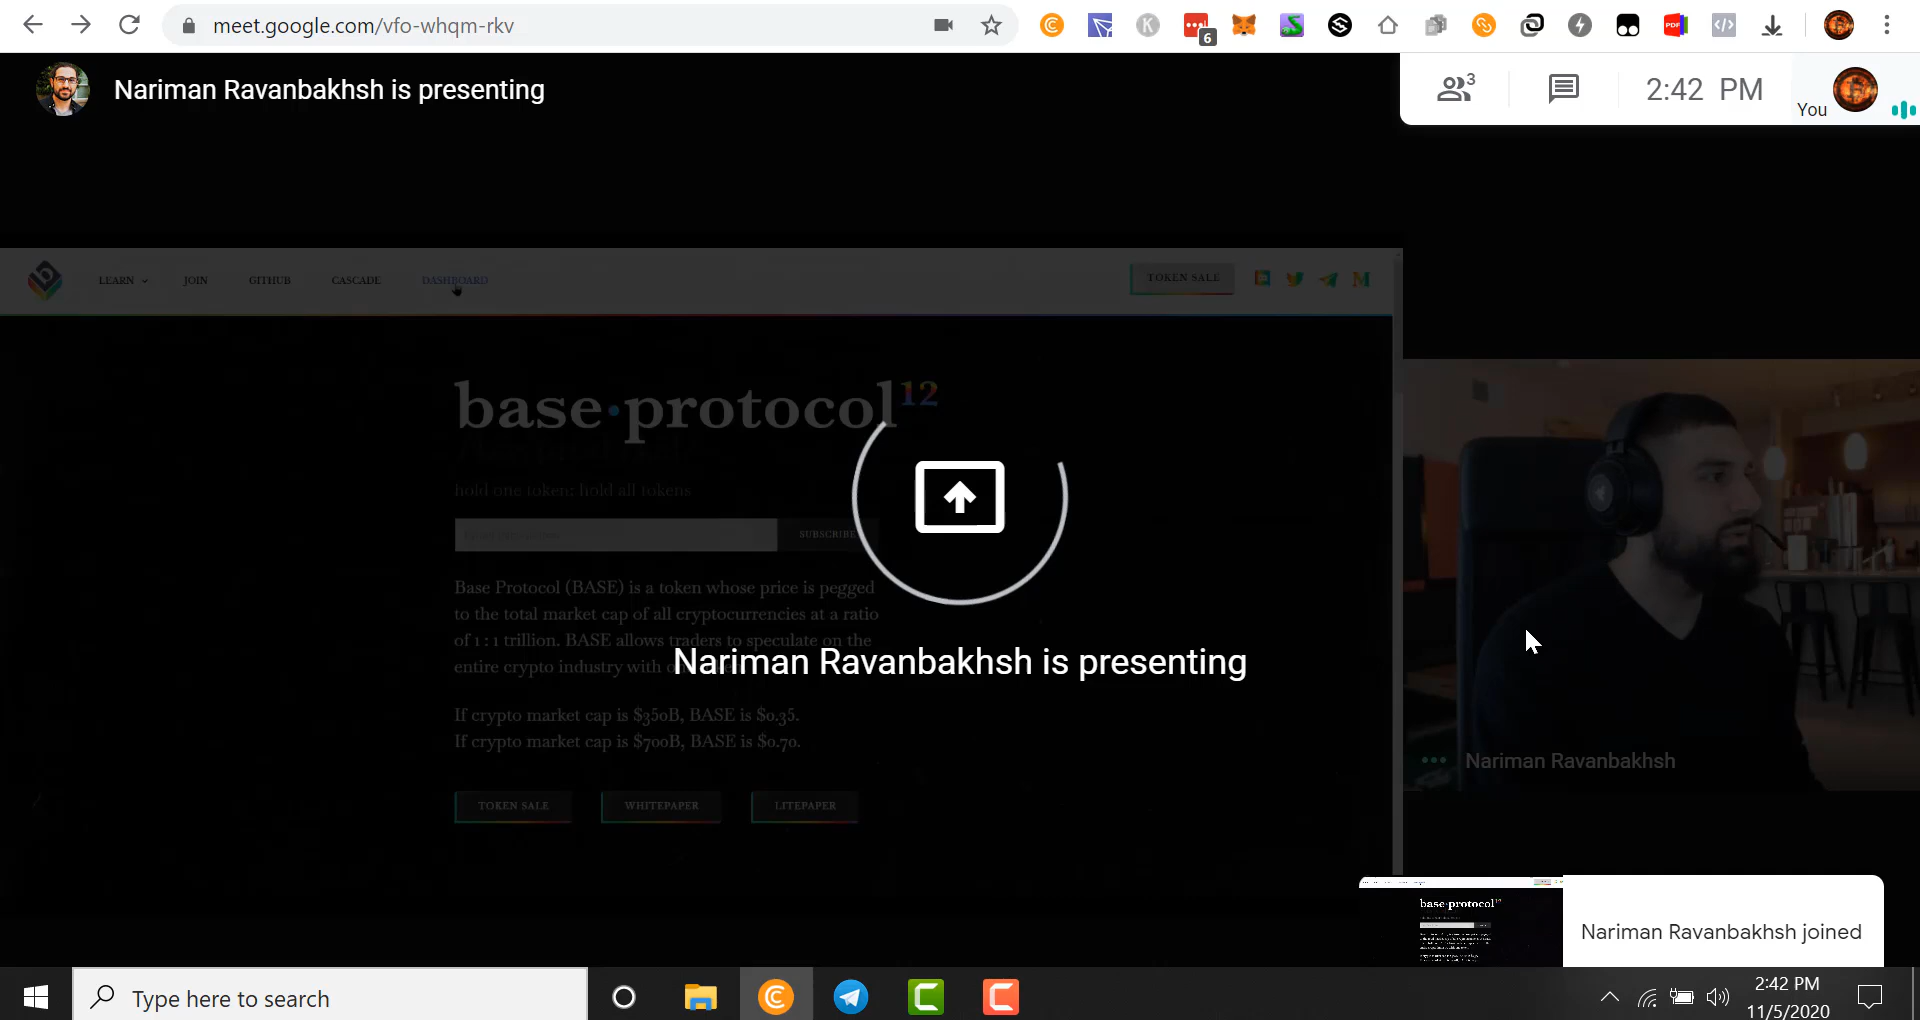 meet.google.com/vfo-whqm-rkv
6
Nariman Ravanbakhsh is presenting
3
2:42 PM
You
LEARN
JOIN
GITHUB
CASCADE
DASHBOARD
TOKEN SALE
base·protocol12
hold one token: hold all tokens
SUBSCRIBE
Base Protocol (BASE) is a token whose price is pegged
to the total market cap of all cryptocurrencies at a ratio
of 1 : 1 trillion. BASE allows traders to speculate on the
entire crypto industry with
Nariman Ravanbakhsh is presenting
If crypto market cap is $350B, BASE is $0.35.
If crypto market cap is $700B, BASE is $0.70.
Nariman Ravanbakhsh
TOKEN SALE
WHITEPAPER
LITEPAPER
base·protocol12
Nariman Ravanbakhsh joined
Type here to search
2:42 PM
11/5/2020